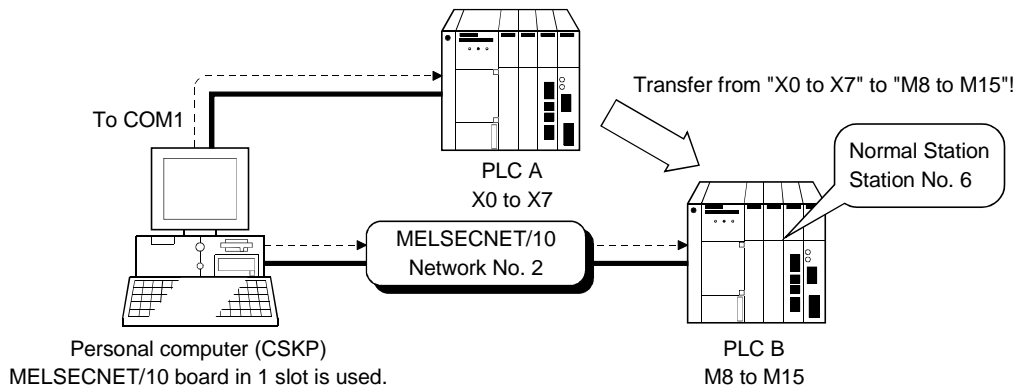 Transfer from "X0 to X7" to "M8 to M15"!
To COM1
Normal Station
Station No. 6
PLC A
X0 to X7
MELSECNET/10
Network No. 2
Personal computer (CSKP)
MELSECNET/10 board in 1 slot is used.
PLC B
M8 to M15